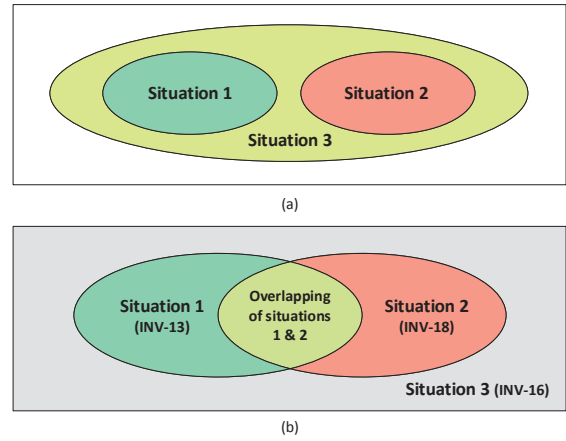 Situation 1
Situation 2
Situation 3
(a)
Situation 1
(INV-13)
Overlapping
of situations
1 & 2
Situation 2
(INV-18)
Situation 3 (INV-16)
(b)